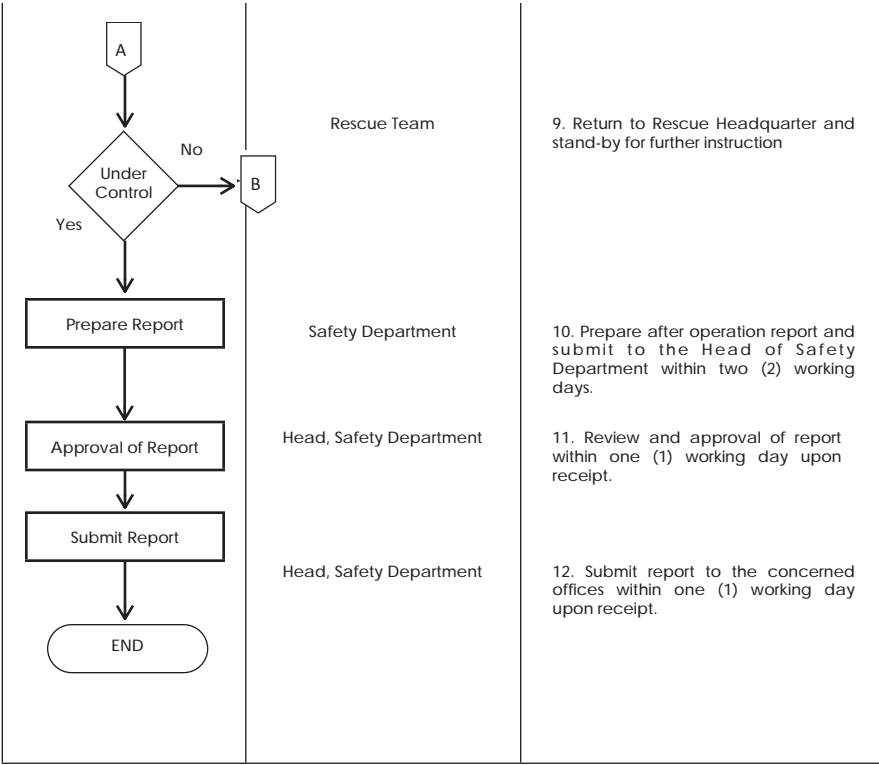 A
Under
Control
No
B
Yes
Rescue Team
9. Return to Rescue Headquarter and
stand-by for further instruction
Prepare Report
Safety Department
10. Prepare after operation report and
submit to the Head of Safety
Department within two (2) working
days.
Approval of Report
Head, Safety Department
11. Review and approval of report
within one (1) working day upon
receipt.
Submit Report
Head, Safety Department
12. Submit report to the concerned
offices within one (1) working day
upon receipt.
END